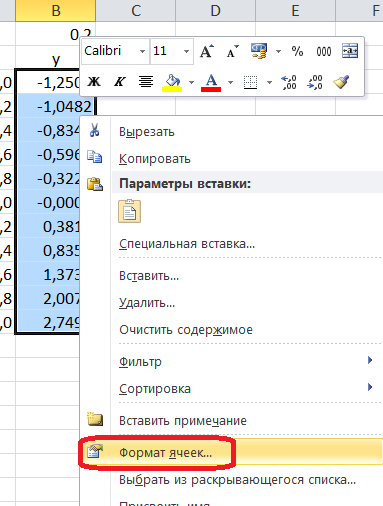 B C D E F
0,2
Calibri 11 A A % 000
y
Ж К А ,00 ,0
,0 -1,250
,2 -1,0482
,4 -0,834
,6 -0,596
,8 -0,322
,0 -0,000
,2 0,381
,4 0,835
,6 1,373
,8 2,007
,0 2,749
Вырезать
Копировать
Параметры вставки:
Специальная вставка...
Вставить...
Удалить...
Очистить содержимое
Фильтр
Сортировка
Вставить примечание
Формат ячеек...
Выбрать из раскрывающегося списка...
Присвоить имя